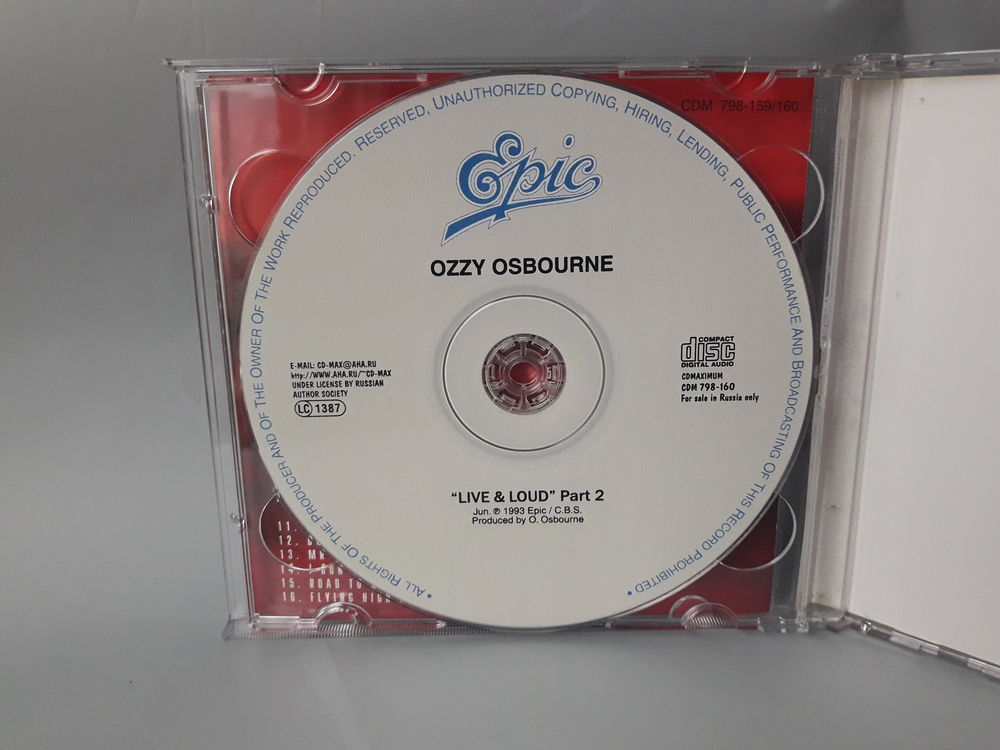 ALL RIGHTS OF THE PRODUCER AND OF THE OWNER OF THE WORK REPRODUCED. RESERVED, UNAUTHORIZED COPYING, HIRING, LENDING, PUBLIC PERFORMANCE AND BROADCASTING OF THIS RECORD PROHIBITED
CDM 798-159/160
Epic
OZZY OSBOURNE
E-MAIL: CD-MAX@AHA.RU
http://WWW.AHA.RU/~CD-MAX
UNDER LICENSE BY RUSSIAN
AUTHOR SOCIETY
LC 1387
COMPACT
disc
DIGITAL AUDIO
CDMAXIMUM
CDM 798-160
For sale in Russia only
"LIVE & LOUD" Part 2
Jun. ℗ 1993 Epic / C.B.S.
Produced by O. Osbourne
11.
12.
13. MR
14. I DON
15. ROAD TO
16. FLYING HIGH